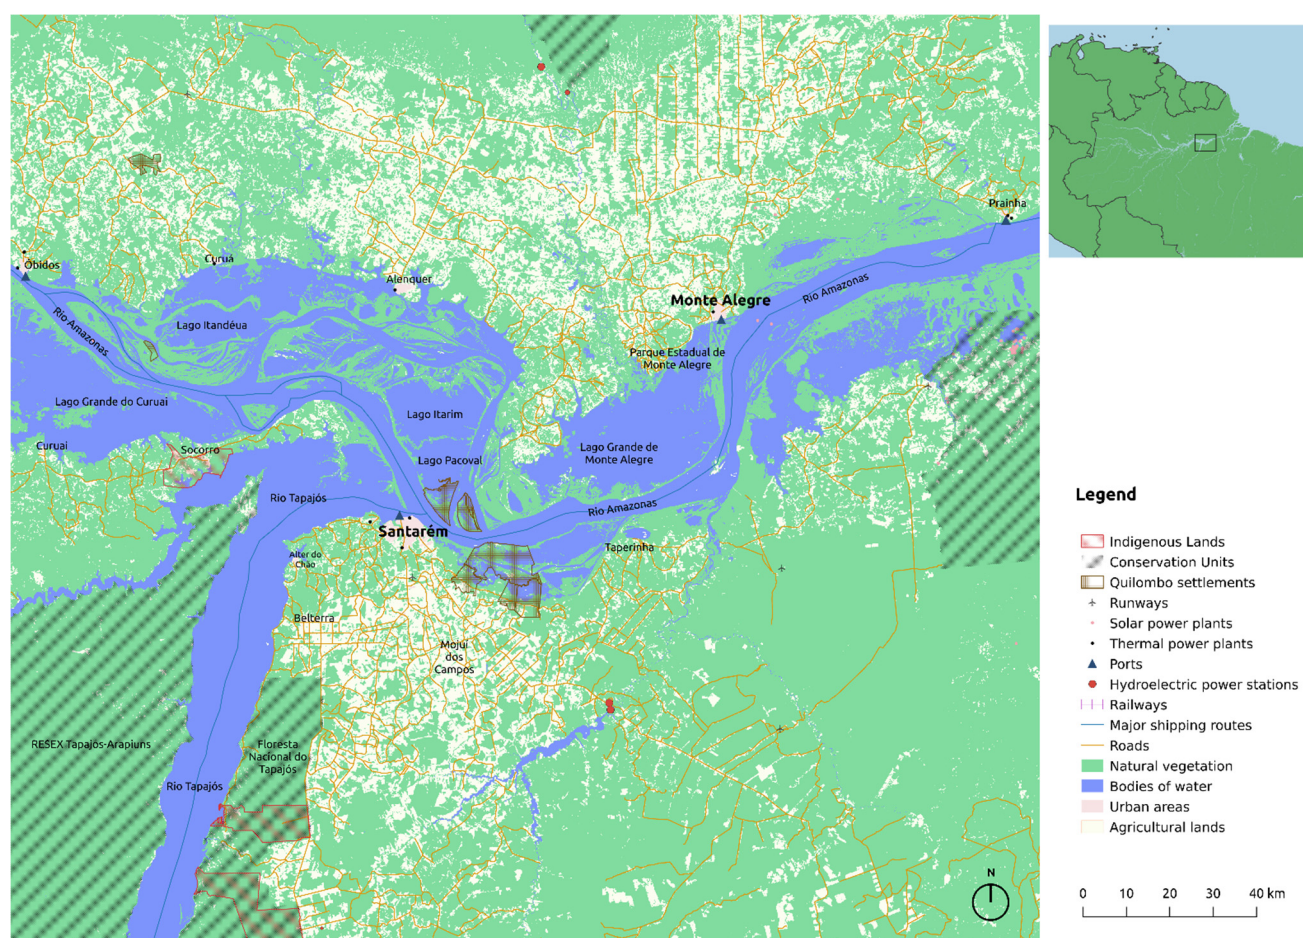 Prainha
Óbidos
Curuá
Alenquer
Monte Alegre
Rio Amazonas
Rio Amazonas
Lago Itandéua
Parque Estadual de
Monte Alegre
Lago Grande do Curuai
Lago Itarim
Curuai
Socorro
Lago Pacoval
Lago Grande de
Monte Alegre
Rio Tapajós
Rio Amazonas
Santarém
Alter do
Chão
Taperinha
Belterra
Mojuí
dos
Campos
RESEX Tapajós-Arapiuns
Floresta
Nacional do
Tapajós
Rio Tapajós
N
Legend
Indigenous Lands
Conservation Units
Quilombo settlements
Runways
Solar power plants
Thermal power plants
Ports
Hydroelectric power stations
Railways
Major shipping routes
Roads
Natural vegetation
Bodies of water
Urban areas
Agricultural lands
0 10 20 30 40 km